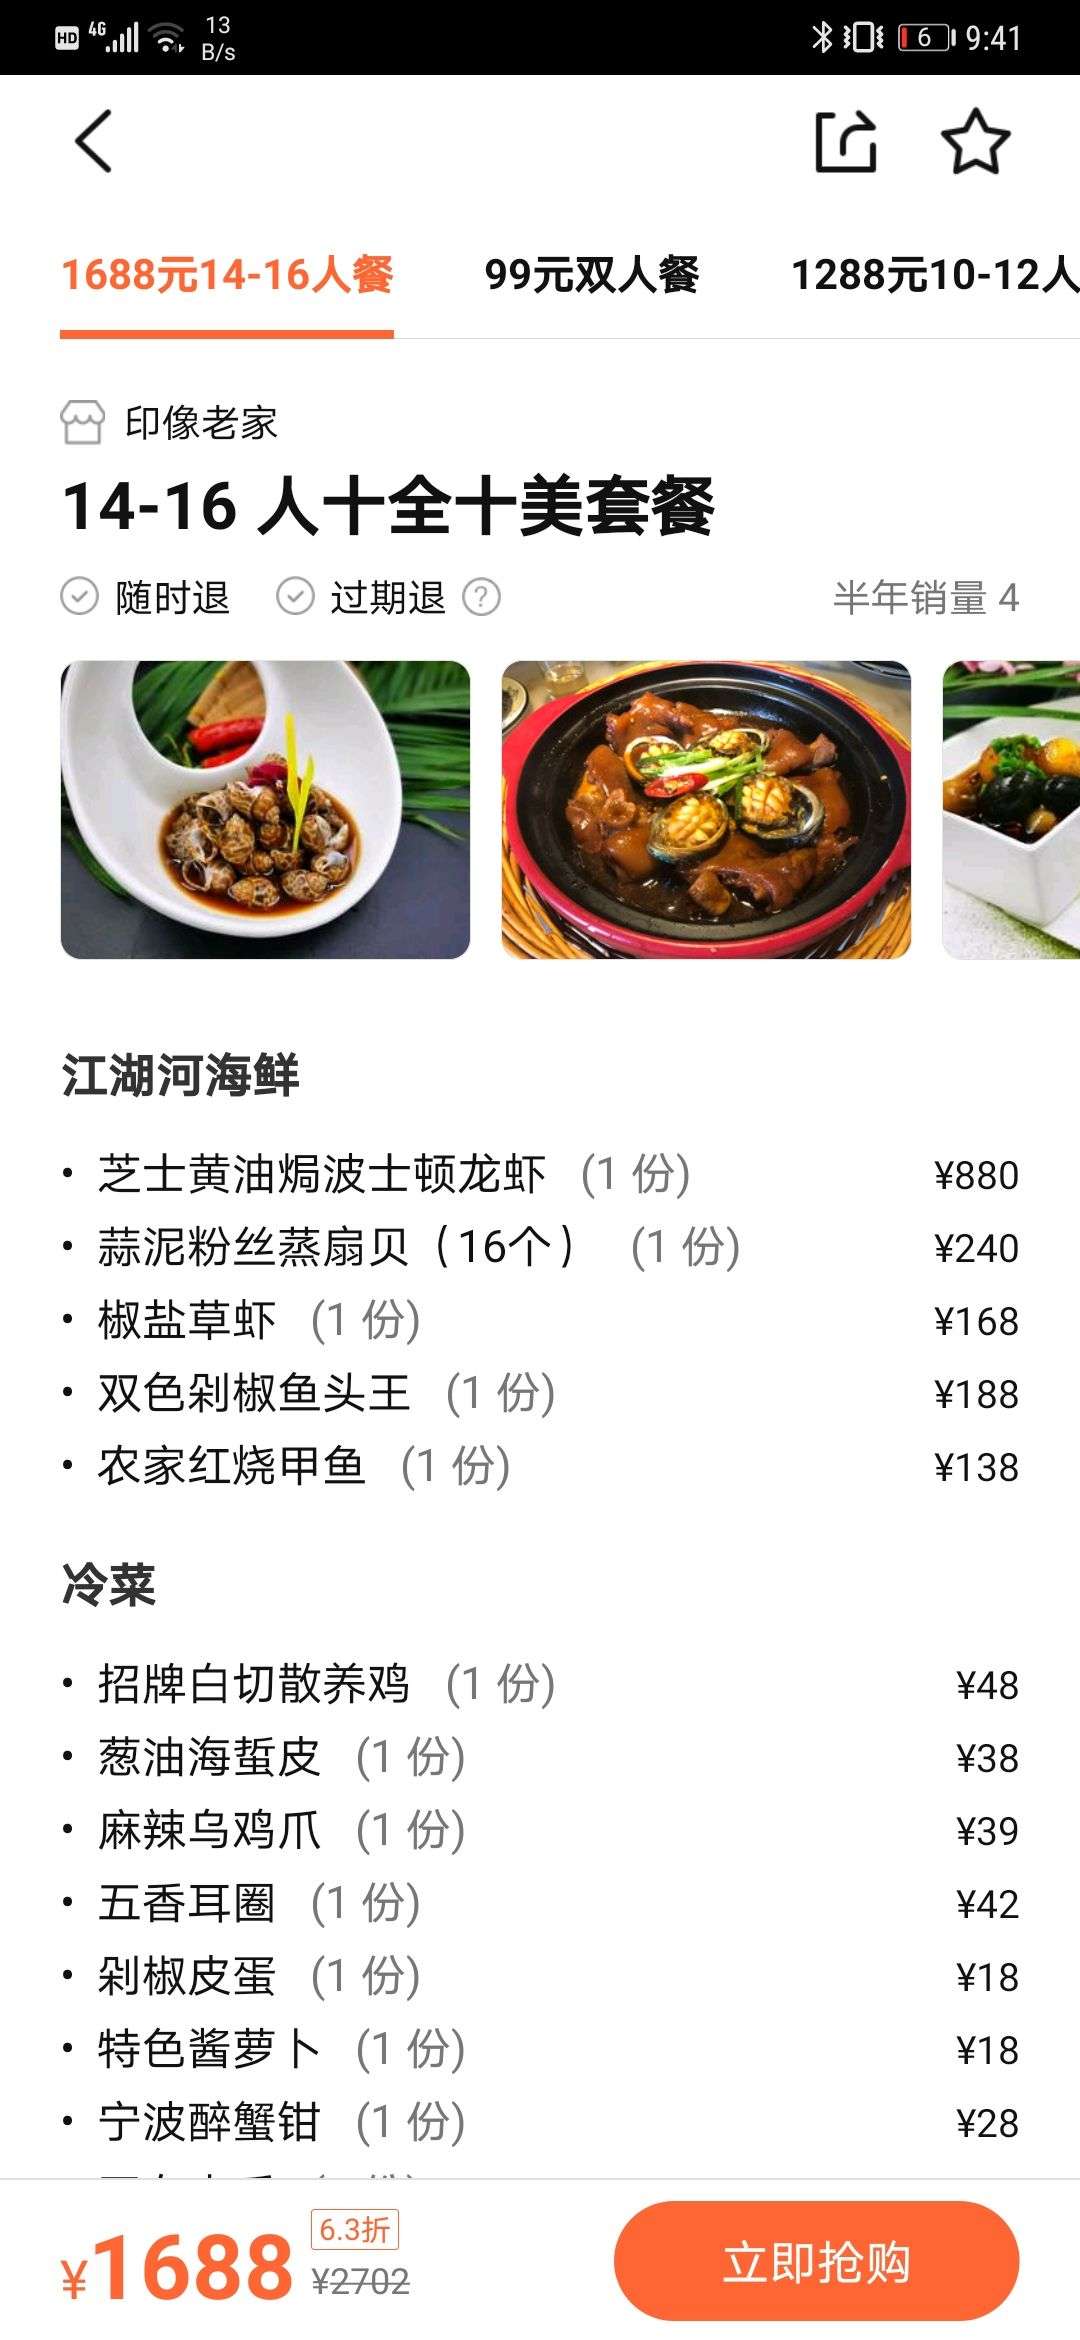 HD 4G 13 B/s 6 9:41
1688元14-16人餐 99元双人餐 1288元10-12人
印像老家
14-16 人十全十美套餐
随时退 过期退 ? 半年销量 4
江湖河海鲜
• 芝士黄油焗波士顿龙虾 (1 份) ¥880
• 蒜泥粉丝蒸扇贝（16个） (1 份) ¥240
• 椒盐草虾 (1 份) ¥168
• 双色剁椒鱼头王 (1 份) ¥188
• 农家红烧甲鱼 (1 份) ¥138
冷菜
• 招牌白切散养鸡 (1 份) ¥48
• 葱油海蜇皮 (1 份) ¥38
• 麻辣乌鸡爪 (1 份) ¥39
• 五香耳圈 (1 份) ¥42
• 剁椒皮蛋 (1 份) ¥18
• 特色酱萝卜 (1 份) ¥18
• 宁波醉蟹钳 (1 份) ¥28
¥1688 6.3折 ¥2702 立即抢购